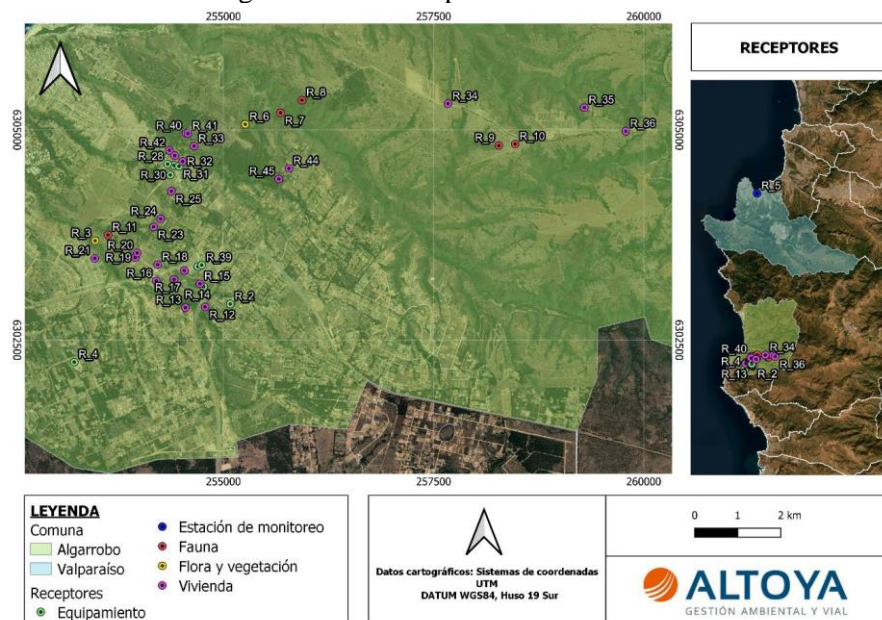 255000 257500 260000
RECEPTORES
6305000
6302500
R_8
R_6
R_7
R_34
R_35
R_36
R_9
R_10
R_40
R_41
R_42
R_33
R_28
R_32
R_30
R_31
R_44
R_45
R_25
R_24
R_23
R_3
R_11
R_20
R_21
R_19
R_18
R_39
R_16
R_17
R_15
R_13
R_14
R_2
R_12
R_4
6305000
6302500
255000 257500 260000
R_5
R_40
R_34
R_4
R_36
R_13
R_2
LEYENDA
Comuna
Algarrobo
Valparaíso
Receptores
Equipamiento
Estación de monitoreo
Fauna
Flora y vegetación
Vivienda
Datos cartográficos: Sistemas de coordenadas
UTM
DATUM WGS84, Huso 19 Sur
0 1 2 km
ALTOYA
GESTIÓN AMBIENTAL Y VIAL